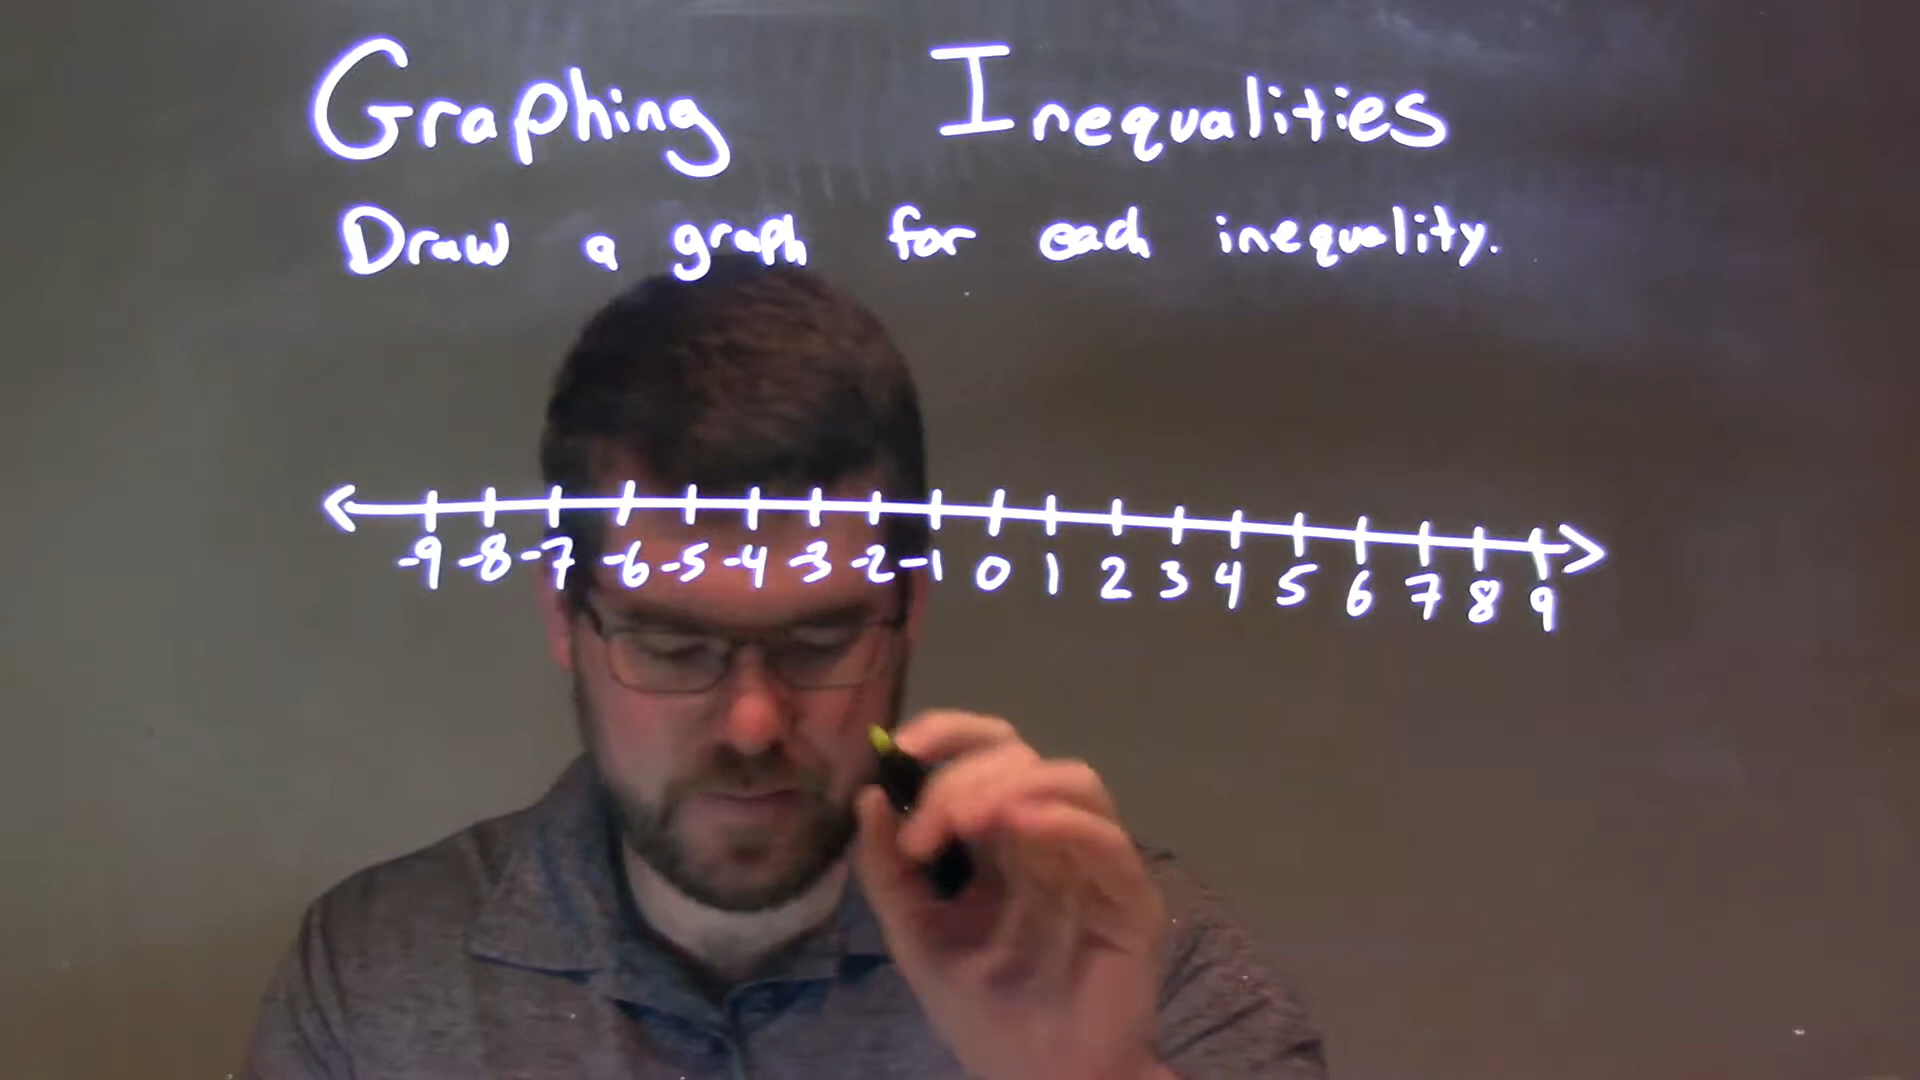 Graphing Inequalities
Draw a graph for each inequality.
-9 -8 -7 -6 -5 -4 -3 -2 -1 0 1 2 3 4 5 6 7 8 9